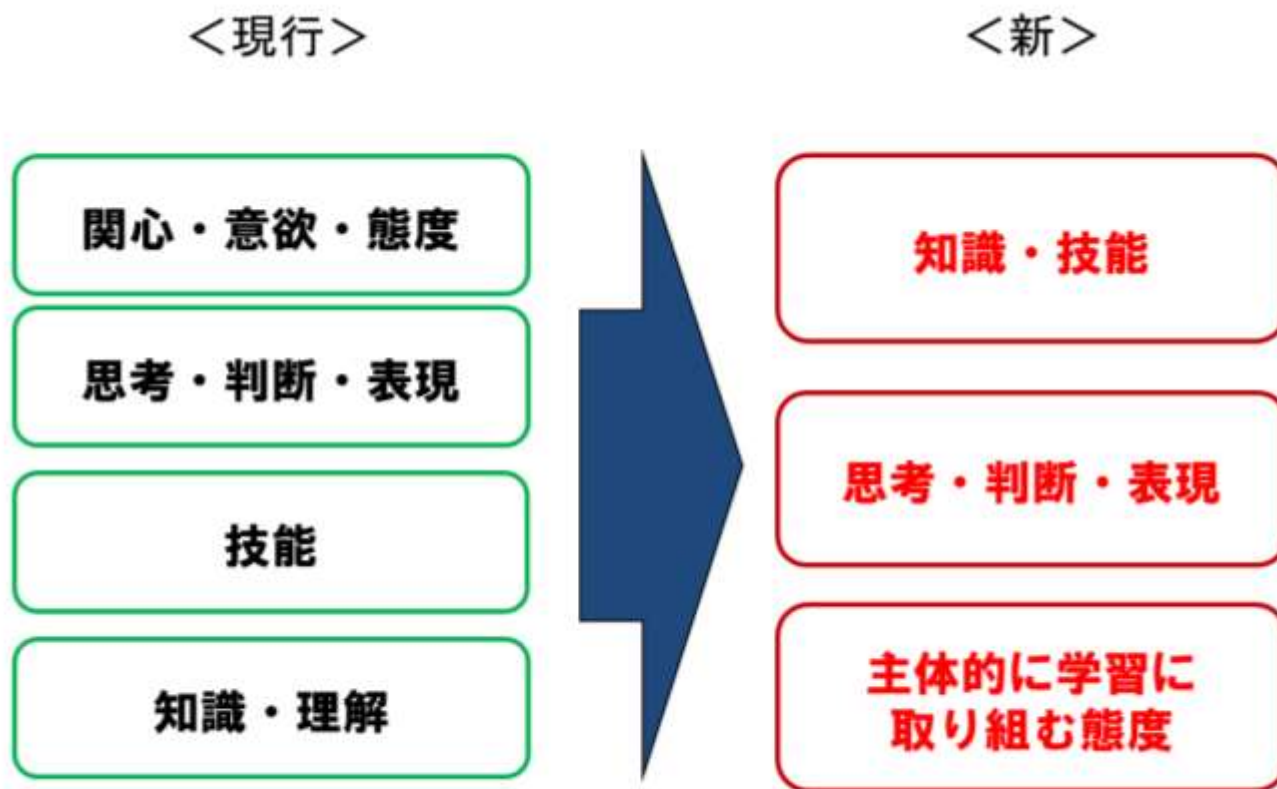 <現行>
関心・意欲・態度
思考・判断・表現
技能
知識・理解
<新>
知識・技能
思考・判断・表現
主体的に学習に
取り組む態度